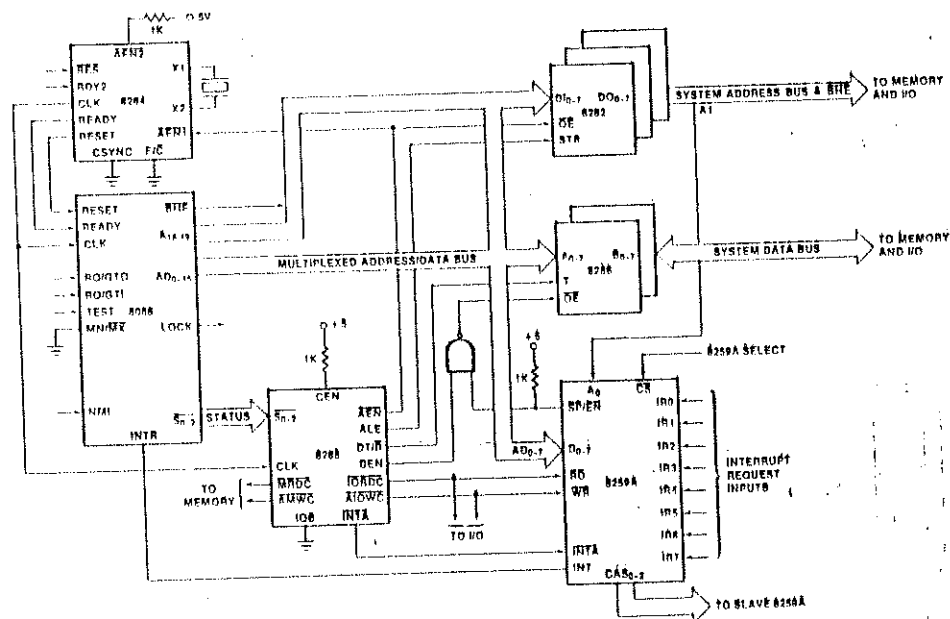 1K
5V
AEN2
RES
RDY2
CLK
READY
RESET
8284
X1
X2
AEN1
CSYNC F/C
DI0-7 DO0-7
8282
OE
STB
SYSTEM ADDRESS BUS & BHE
A1
TO MEMORY
AND I/O
RESET
READY
CLK
BHE
A16-19
AD0-15
MULTIPLEXED ADDRESS/DATA BUS
RQ/GT0
RQ/GT1
TEST
8086
MN/MX
LOCK
NMI
S0-2
STATUS
INTR
A0-7
B0-7
8286
T
OE
SYSTEM DATA BUS
TO MEMORY
AND I/O
+5
1K
CEN
S0-2
8288
CLK
AEN
ALE
DT/R
DEN
MRDC
AMWC
IORDC
AIOWC
IOB
INTA
TO
MEMORY
TO I/O
+5
1K
AD0-7
8259A SELECT
A0
CS
SP/EN
D0-7
8259A
RD
WR
INTA
INT
CAS0-2
IR0
IR1
IR2
IR3
IR4
IR5
IR6
IR7
INTERRUPT
REQUEST
INPUTS
TO SLAVE 8259A